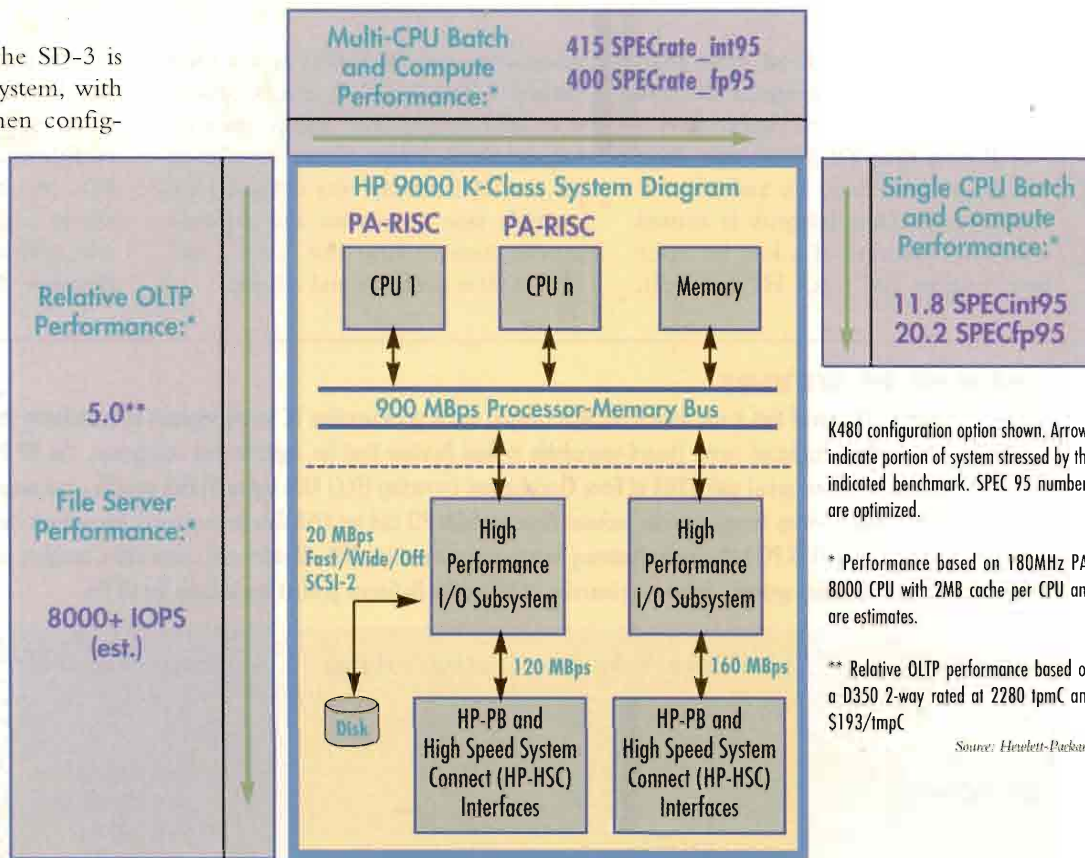 he SD-3 is
ystem, with
hen config-
Multi-CPU Batch
and Compute
Performance:*
415 SPECrate_int95
400 SPECrate_fp95
Relative OLTP
Performance:*
5.0**
File Server
Performance:*
8000+ IOPS
(est.)
HP 9000 K-Class System Diagram
PA-RISC
PA-RISC
CPU 1
CPU n
Memory
900 MBps Processor-Memory Bus
20 MBps
Fast/Wide/Off
SCSI-2
High
Performance
I/O Subsystem
High
Performance
I/O Subsystem
120 MBps
160 MBps
Disk
HP-PB and
High Speed System
Connect (HP-HSC)
Interfaces
HP-PB and
High Speed System
Connect (HP-HSC)
Interfaces
Single CPU Batch
and Compute
Performance:*
11.8 SPECint95
20.2 SPECfp95
K480 configuration option shown. Arrow
indicate portion of system stressed by th
indicated benchmark. SPEC 95 number
are optimized.
* Performance based on 180MHz PA
8000 CPU with 2MB cache per CPU an
are estimates.
** Relative OLTP performance based o
a D350 2-way rated at 2280 tpmC an
$193/tmpC
Source: Hewlett-Packar